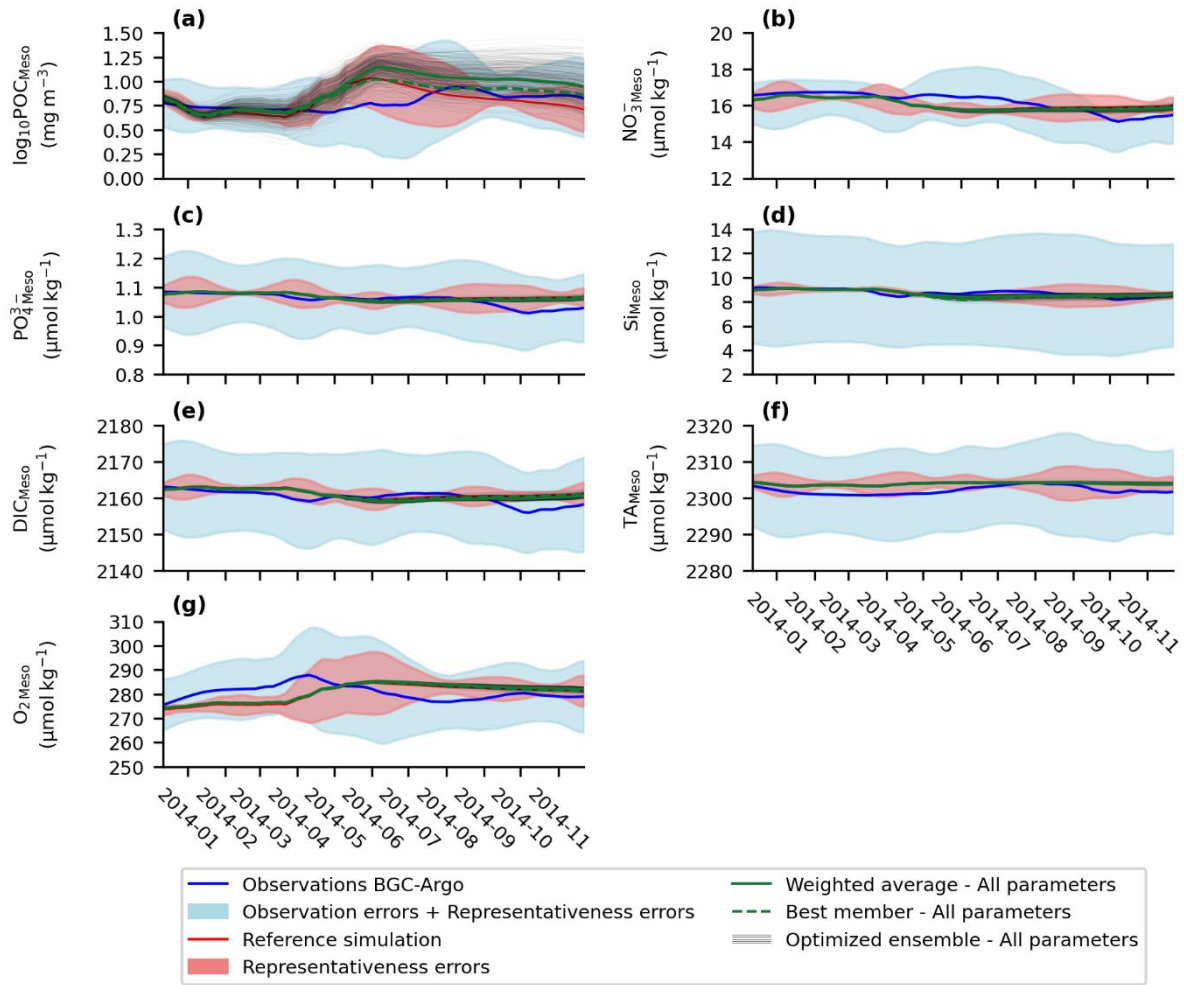 (a)
log₁₀POC_Meso
(mg m⁻³)
1.50
1.25
1.00
0.75
0.50
0.25
0.00
(b)
NO₃⁻_Meso
(µmol kg⁻¹)
20
18
16
14
12
(c)
PO₄³⁻_Meso
(µmol kg⁻¹)
1.3
1.2
1.1
1.0
0.9
0.8
(d)
Si_Meso
(µmol kg⁻¹)
14
12
10
8
6
4
2
(e)
DIC_Meso
(µmol kg⁻¹)
2180
2170
2160
2150
2140
(f)
TA_Meso
(µmol kg⁻¹)
2320
2310
2300
2290
2280
2014-01
2014-02
2014-03
2014-04
2014-05
2014-06
2014-07
2014-08
2014-09
2014-10
2014-11
(g)
O₂_Meso
(µmol kg⁻¹)
310
300
290
280
270
260
250
2014-01
2014-02
2014-03
2014-04
2014-05
2014-06
2014-07
2014-08
2014-09
2014-10
2014-11
Observations BGC-Argo
Observation errors + Representativeness errors
Reference simulation
Representativeness errors
Weighted average - All parameters
Best member - All parameters
Optimized ensemble - All parameters